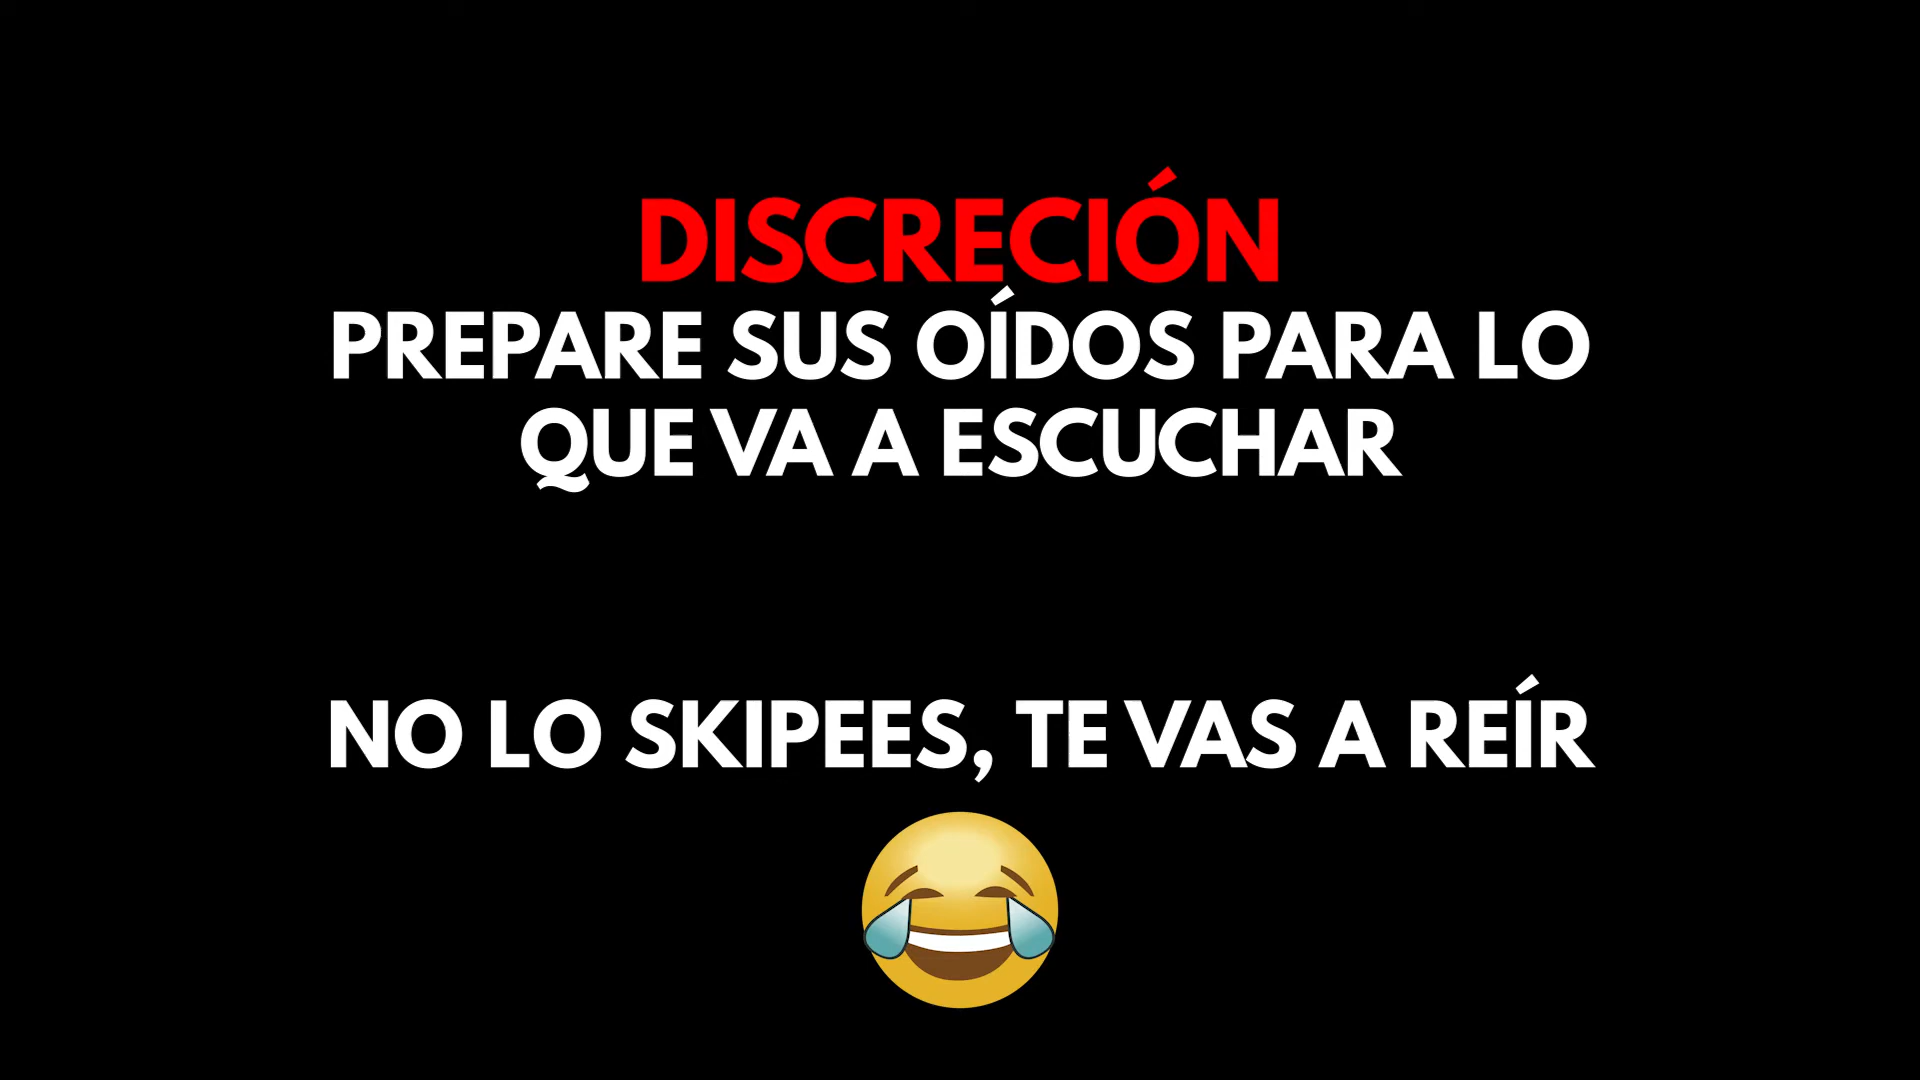 DISCRECIÓN
PREPARE SUS OÍDOS PARA LO
QUE VA A ESCUCHAR
NO LO SKIPEES, TE VAS A REÍR